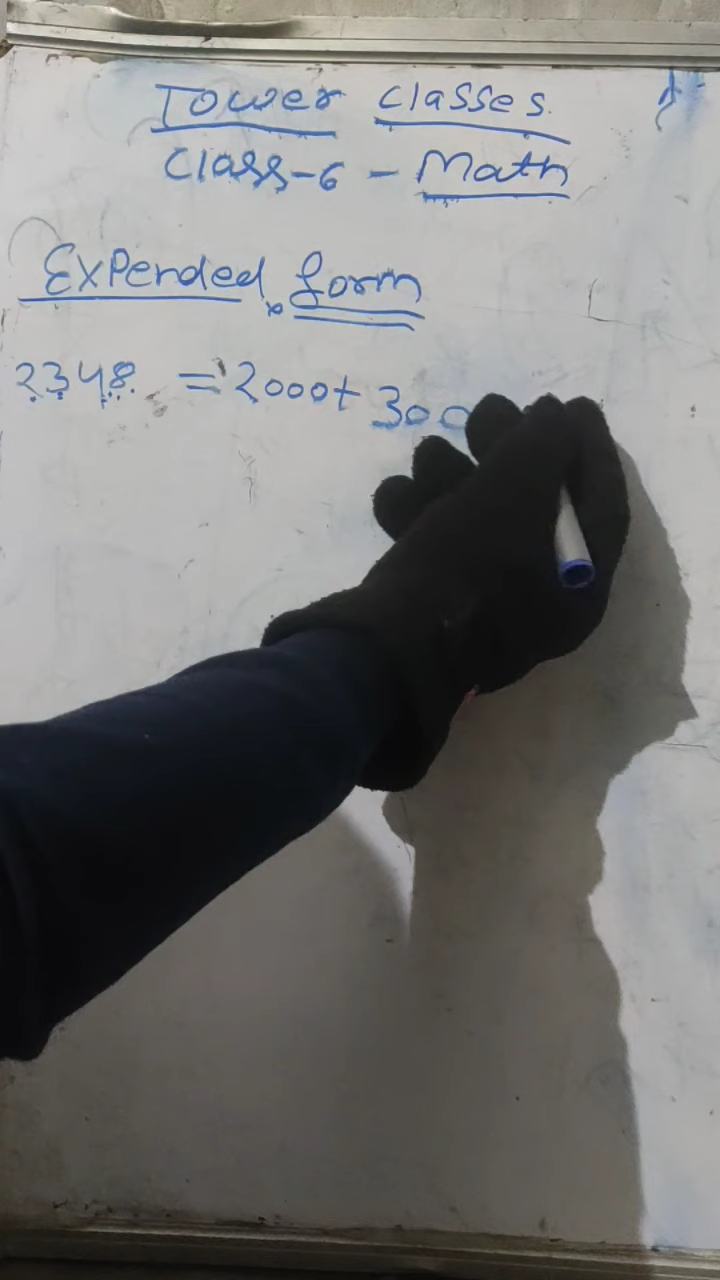 Tower Classes
Class-6 - Math
Expended form
2348 = 2000+ 300